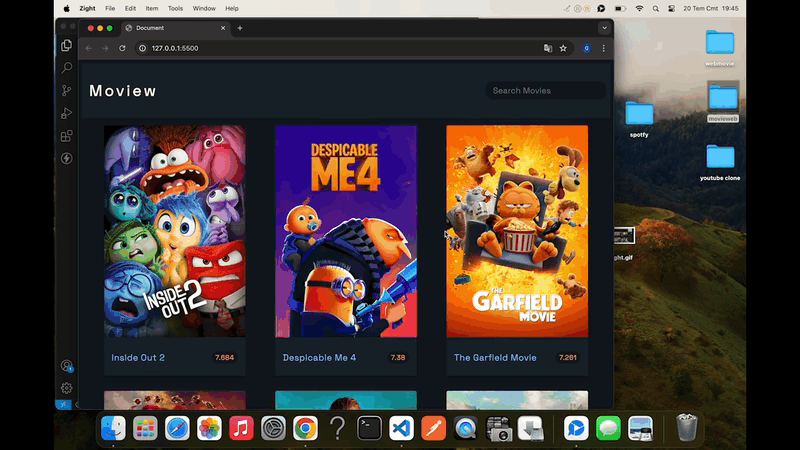 Zight File Edit Item Tools Window Help
20 Tem Cmt 19:45
Document
127.0.0.1:5500
Moview
Search Movies
INSIDE OUT 2
DESPICABLE ME 4
THE GARFIELD MOVIE
Inside Out 2 7.684
Despicable Me 4 7.38
The Garfield Movie 7.261
movieweb
spotfy
youtube clone
ght.gif